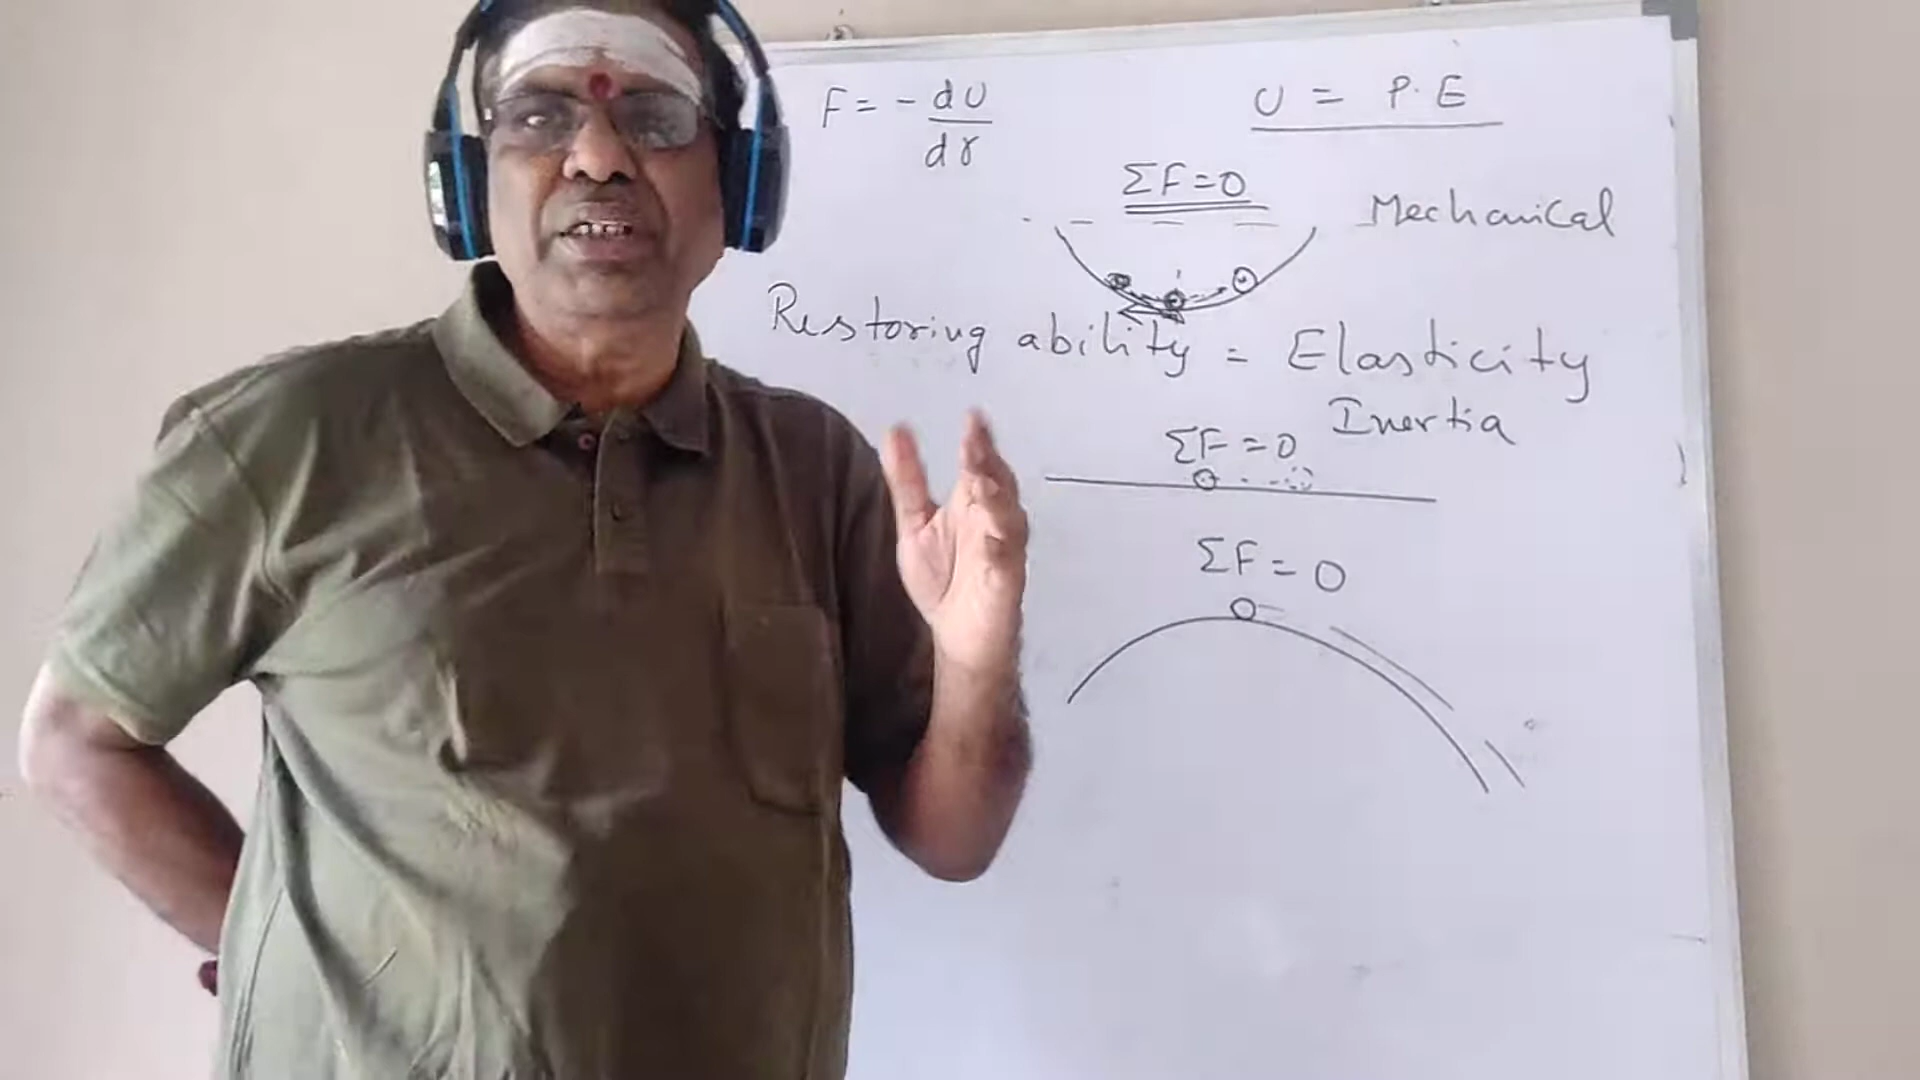 F = - dU
dr
U = P.E
ΣF=0
Mechanical
Restoring ability = Elasticity
Inertia
ΣF=0
ΣF=0